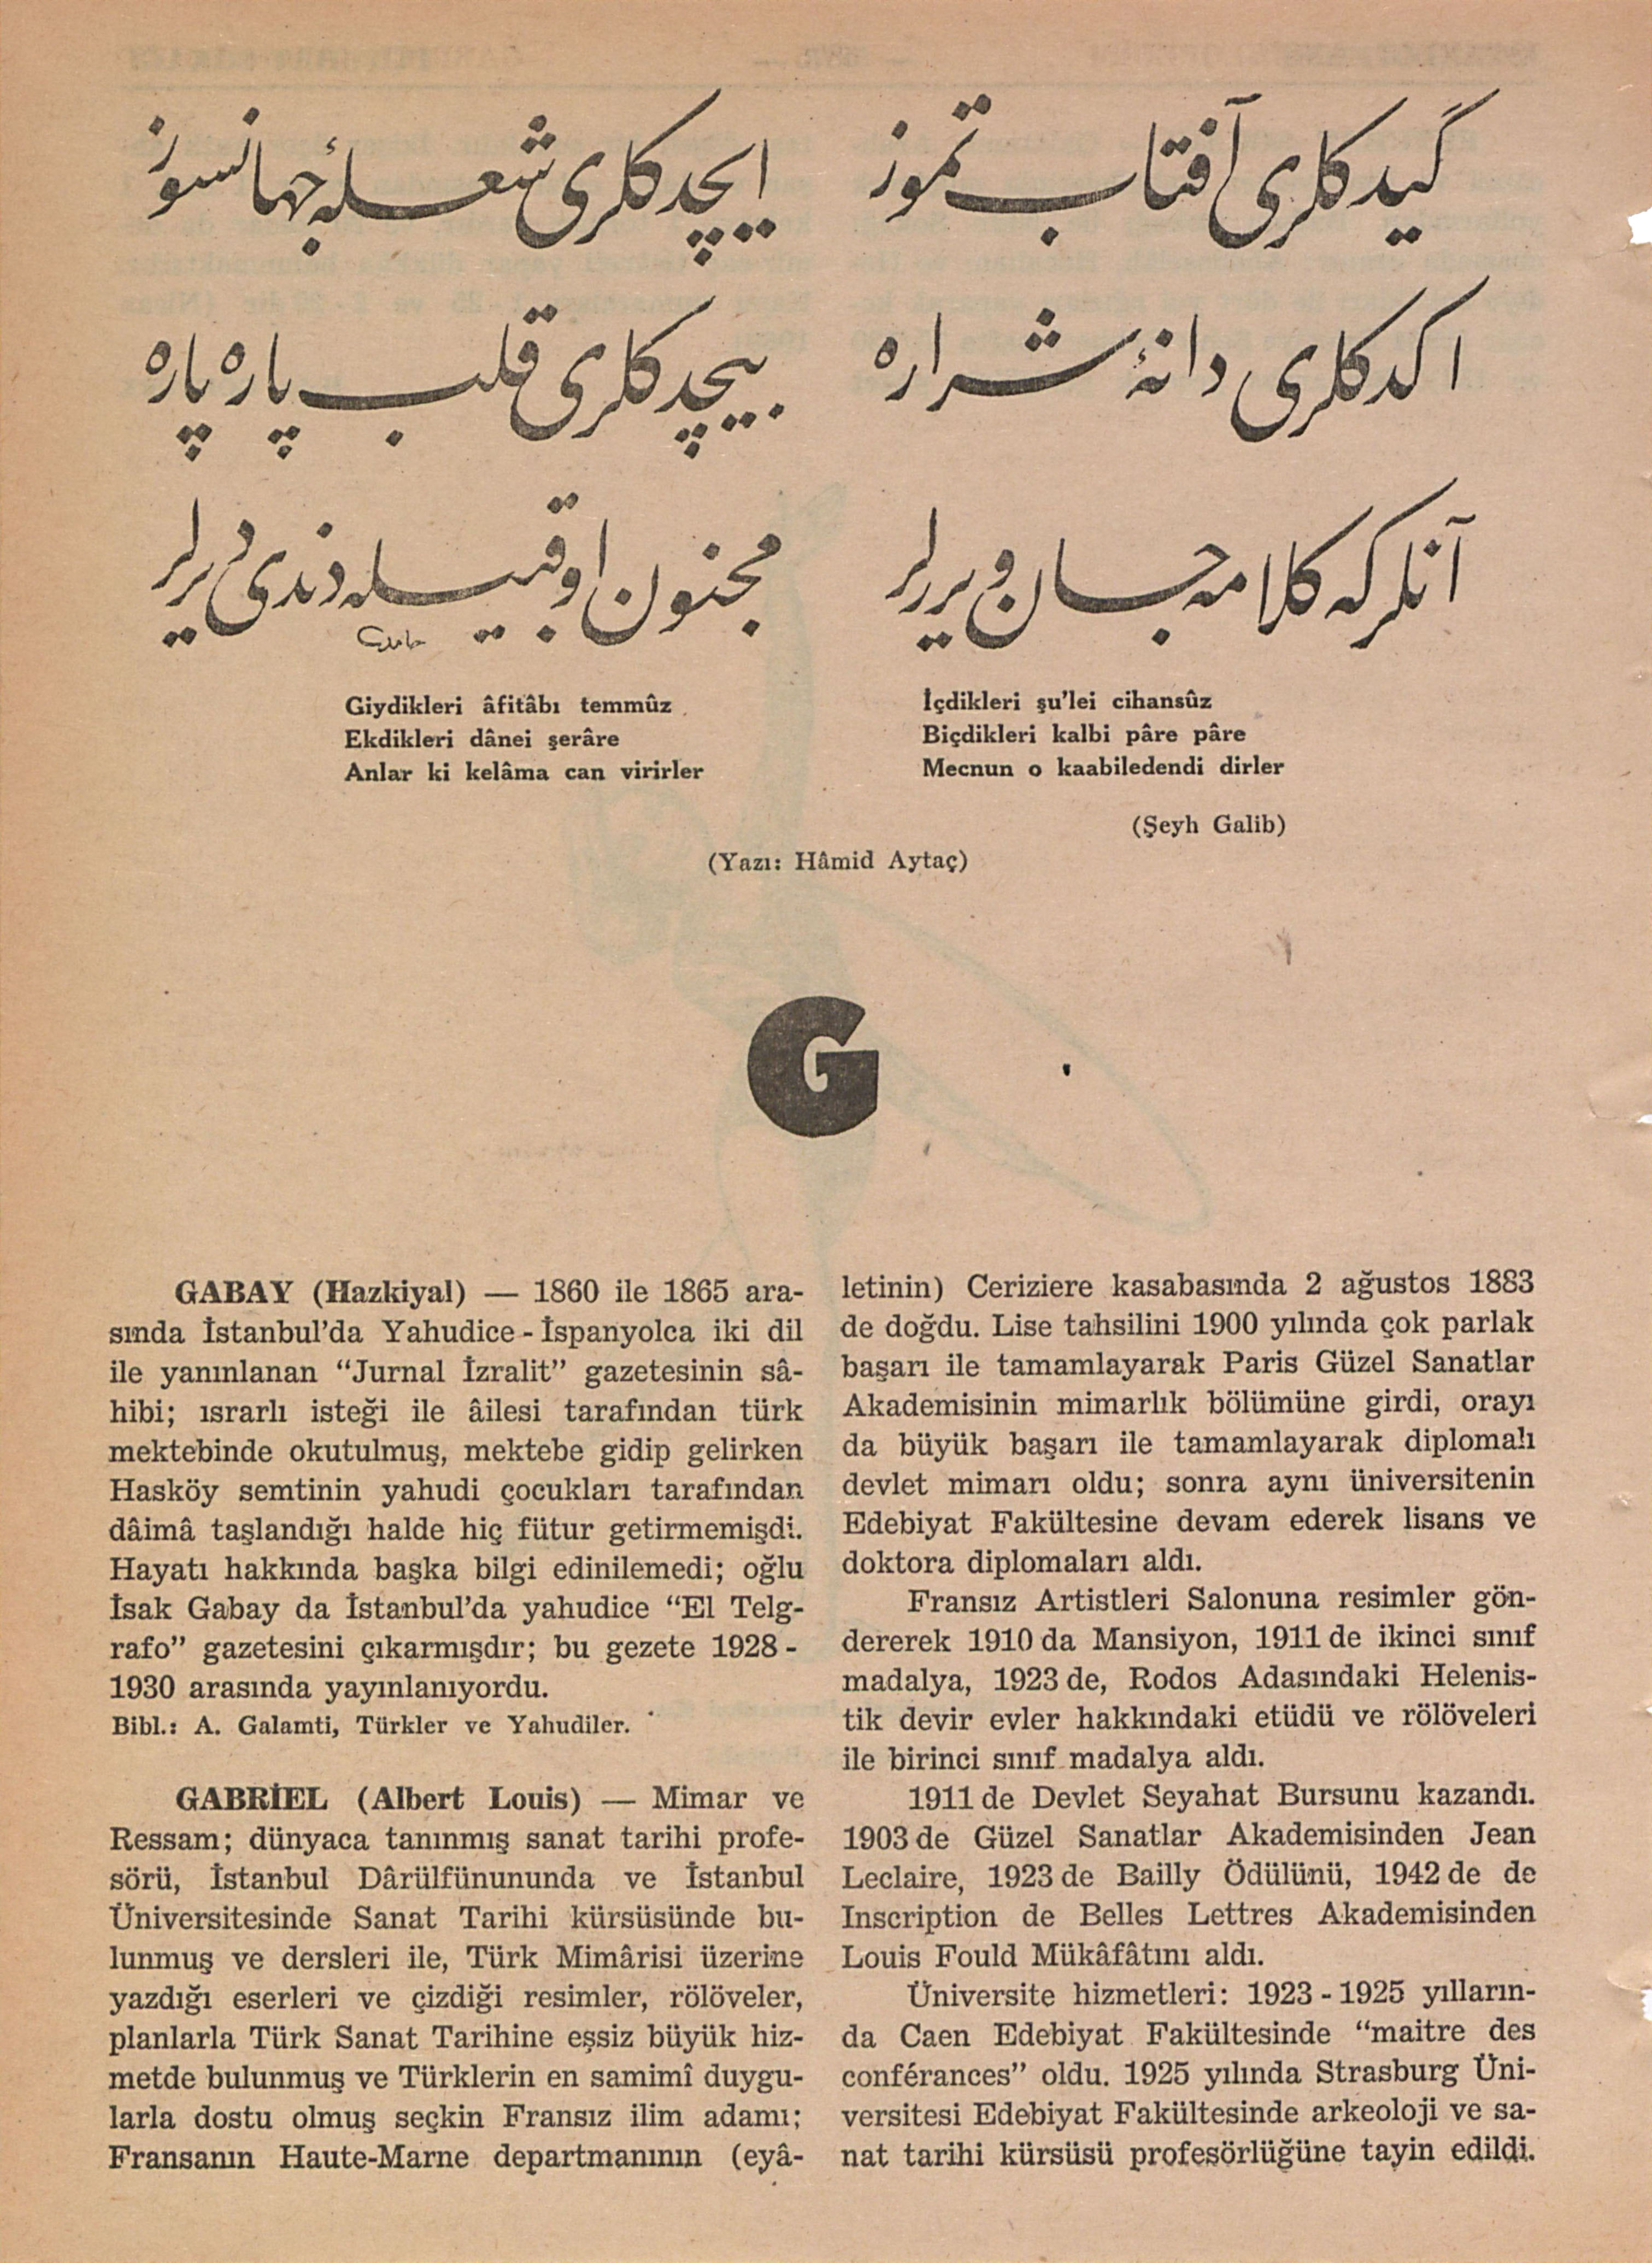 گیدکلری آفتاب تموز ایچدکلری شعلهٔ جهانسوز
اکدکلری دانهٔ شراره بیچدکلری قلب پاره پاره
آنلرکه کلامه جان ویررلر مجنون او قبیله دندی دیرلر
حامد
Giydikleri âfitâbı temmûz İçdikleri şu'lei cihansûz
Ekdikleri dânei şerâre Biçdikleri kalbi pâre pâre
Anlar ki kelâma can virirler Mecnun o kaabiledendi dirler
(Şeyh Galib)
(Yazı: Hâmid Aytaç)
G
GABAY (Hazkiyal) — 1860 ile 1865 ara-
sında İstanbul'da Yahudice - İspanyolca iki dil
ile yanınlanan “Jurnal İzralit” gazetesinin sâ-
hibi; ısrarlı isteği ile âilesi tarafından türk
mektebinde okutulmuş, mektebe gidip gelirken
Hasköy semtinin yahudi çocukları tarafından
dâimâ taşlandığı halde hiç fütur getirmemişdi.
Hayatı hakkında başka bilgi edinilemedi; oğlu
İsak Gabay da İstanbul'da yahudice “El Telg-
rafo” gazetesini çıkarmışdır; bu gezete 1928 -
1930 arasında yayınlanıyordu.
Bibl.: A. Galamti, Türkler ve Yahudiler.
GABRİEL (Albert Louis) — Mimar ve
Ressam; dünyaca tanınmış sanat tarihi profe-
sörü, İstanbul Dârülfünununda ve İstanbul
Üniversitesinde Sanat Tarihi kürsüsünde bu-
lunmuş ve dersleri ile, Türk Mimârisi üzerine
yazdığı eserleri ve çizdiği resimler, rölöveler,
planlarla Türk Sanat Tarihine eşsiz büyük hiz-
metde bulunmuş ve Türklerin en samimî duygu-
larla dostu olmuş seçkin Fransız ilim adamı;
Fransanın Haute-Marne departmanının (eyâ-
letinin) Ceriziere kasabasında 2 ağustos 1883
de doğdu. Lise tahsilini 1900 yılında çok parlak
başarı ile tamamlayarak Paris Güzel Sanatlar
Akademisinin mimarlık bölümüne girdi, orayı
da büyük başarı ile tamamlayarak diplomalı
devlet mimarı oldu; sonra aynı üniversitenin
Edebiyat Fakültesine devam ederek lisans ve
doktora diplomaları aldı.
Fransız Artistleri Salonuna resimler gön-
dererek 1910 da Mansiyon, 1911 de ikinci sınıf
madalya, 1923 de, Rodos Adasındaki Helenis-
tik devir evler hakkındaki etüdü ve rölöveleri
ile birinci sınıf madalya aldı.
1911 de Devlet Seyahat Bursunu kazandı.
1903 de Güzel Sanatlar Akademisinden Jean
Leclaire, 1923 de Bailly Ödülünü, 1942 de de
Inscription de Belles Lettres Akademisinden
Louis Fould Mükâfâtını aldı.
Üniversite hizmetleri: 1923 - 1925 yılların-
da Caen Edebiyat Fakültesinde “maitre des
conférances” oldu. 1925 yılında Strasburg Üni-
versitesi Edebiyat Fakültesinde arkeoloji ve sa-
nat tarihi kürsüsü profesörlüğüne tayin edildi.